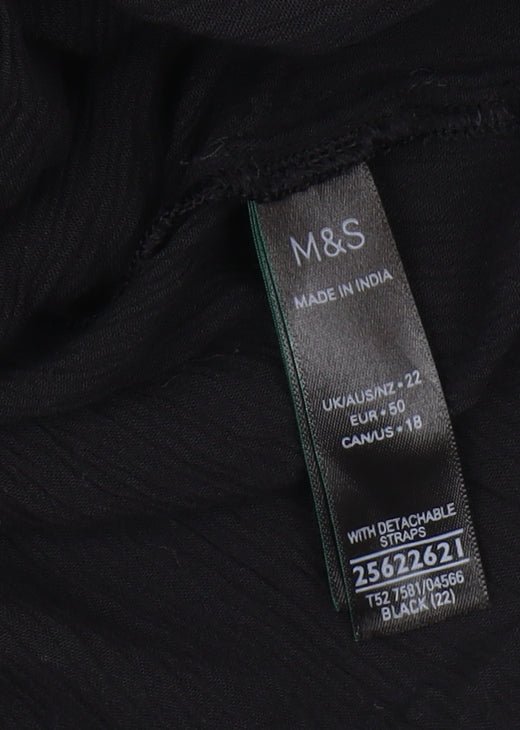 M&S
MADE IN INDIA
UK/AUS/NZ • 22
EUR • 50
CAN/US • 18
WITH DETACHABLE
STRAPS
25622621
T52 7581/04566
BLACK (22)